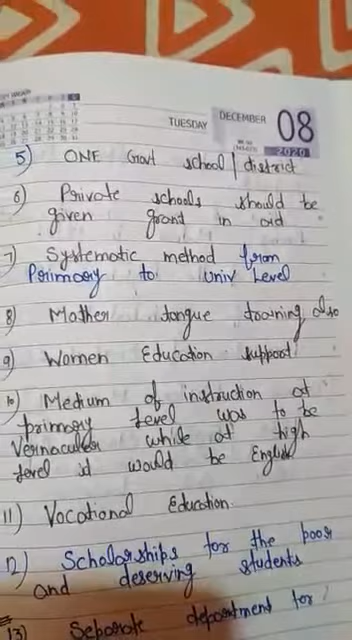 TUESDAY DECEMBER 08
2020
5) ONE Govt school/district
6) Private schools should be
given grant in aid
7) Systematic method from
Primary to Univ Level
8) Mother tongue training also
9) Women Education support
10) Medium of instruction at
primary level was to be
Vernacular while at high
level it would be English
11) Vocational Education.
12) Scholarships for the poor
and deserving students
13) Separate department for